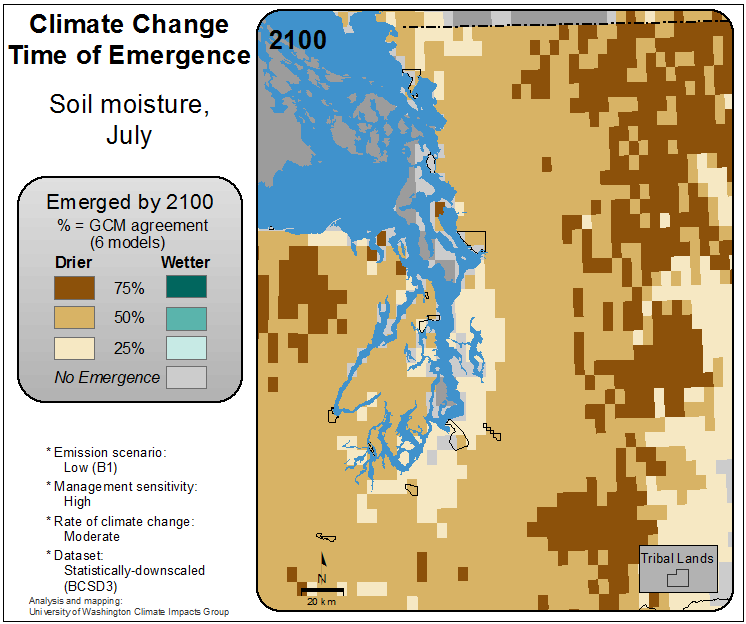 Climate Change
Time of Emergence
Soil moisture,
July
Emerged by 2100
% = GCM agreement
(6 models)
Drier Wetter
75%
50%
25%
No Emergence
* Emission scenario:
Low (B1)
* Management sensitivity:
High
* Rate of climate change:
Moderate
* Dataset:
Statistically-downscaled
(BCSD3)
Analysis and mapping:
University of Washington Climate Impacts Group
2100
N
20 km
Tribal Lands